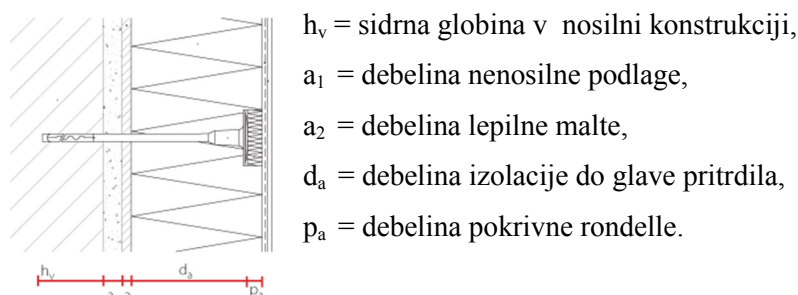 hᵥ = sidrna globina v nosilni konstrukciji,
a₁ = debelina nenosilne podlage,
a₂ = debelina lepilne malte,
dₐ = debelina izolacije do glave pritrdila,
pₐ = debelina pokrivne rondelle.
hᵥ dₐ
pₐ